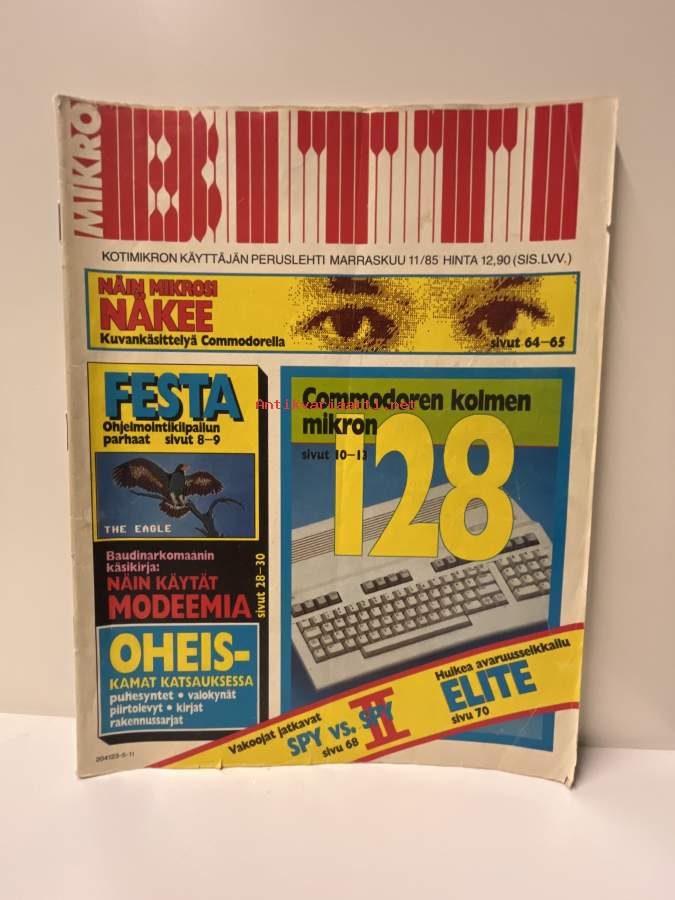 MIKRO
BITTI
KOTIMIKRON KÄYTTÄJÄN PERUSLEHTI MARRASKUU 11/85 HINTA 12,90 (SIS.LVV.)
NÄIN MIKROSI
NÄKEE
Kuvankäsittelyä Commodorella
sivut 64–65
FESTA
Ohjelmointikilpailun
parhaat sivut 8–9
THE EAGLE
Baudinarkomaanin
käsikirja:
NÄIN KÄYTÄT
MODEEMIA
sivut 28–30
OHEIS-
KAMAT KATSAUKSESSA
puhesyntet • valokynät
piirtolevyt • kirjat
rakennussarjat
Commodoren kolmen
mikron
128
sivut 10–13
Vakoojat jatkavat
SPY vs. SPY
II
sivu 68
Huikea avaruusseikkailu
ELITE
sivu 70
204123-5-11
Antikvariaatti.net